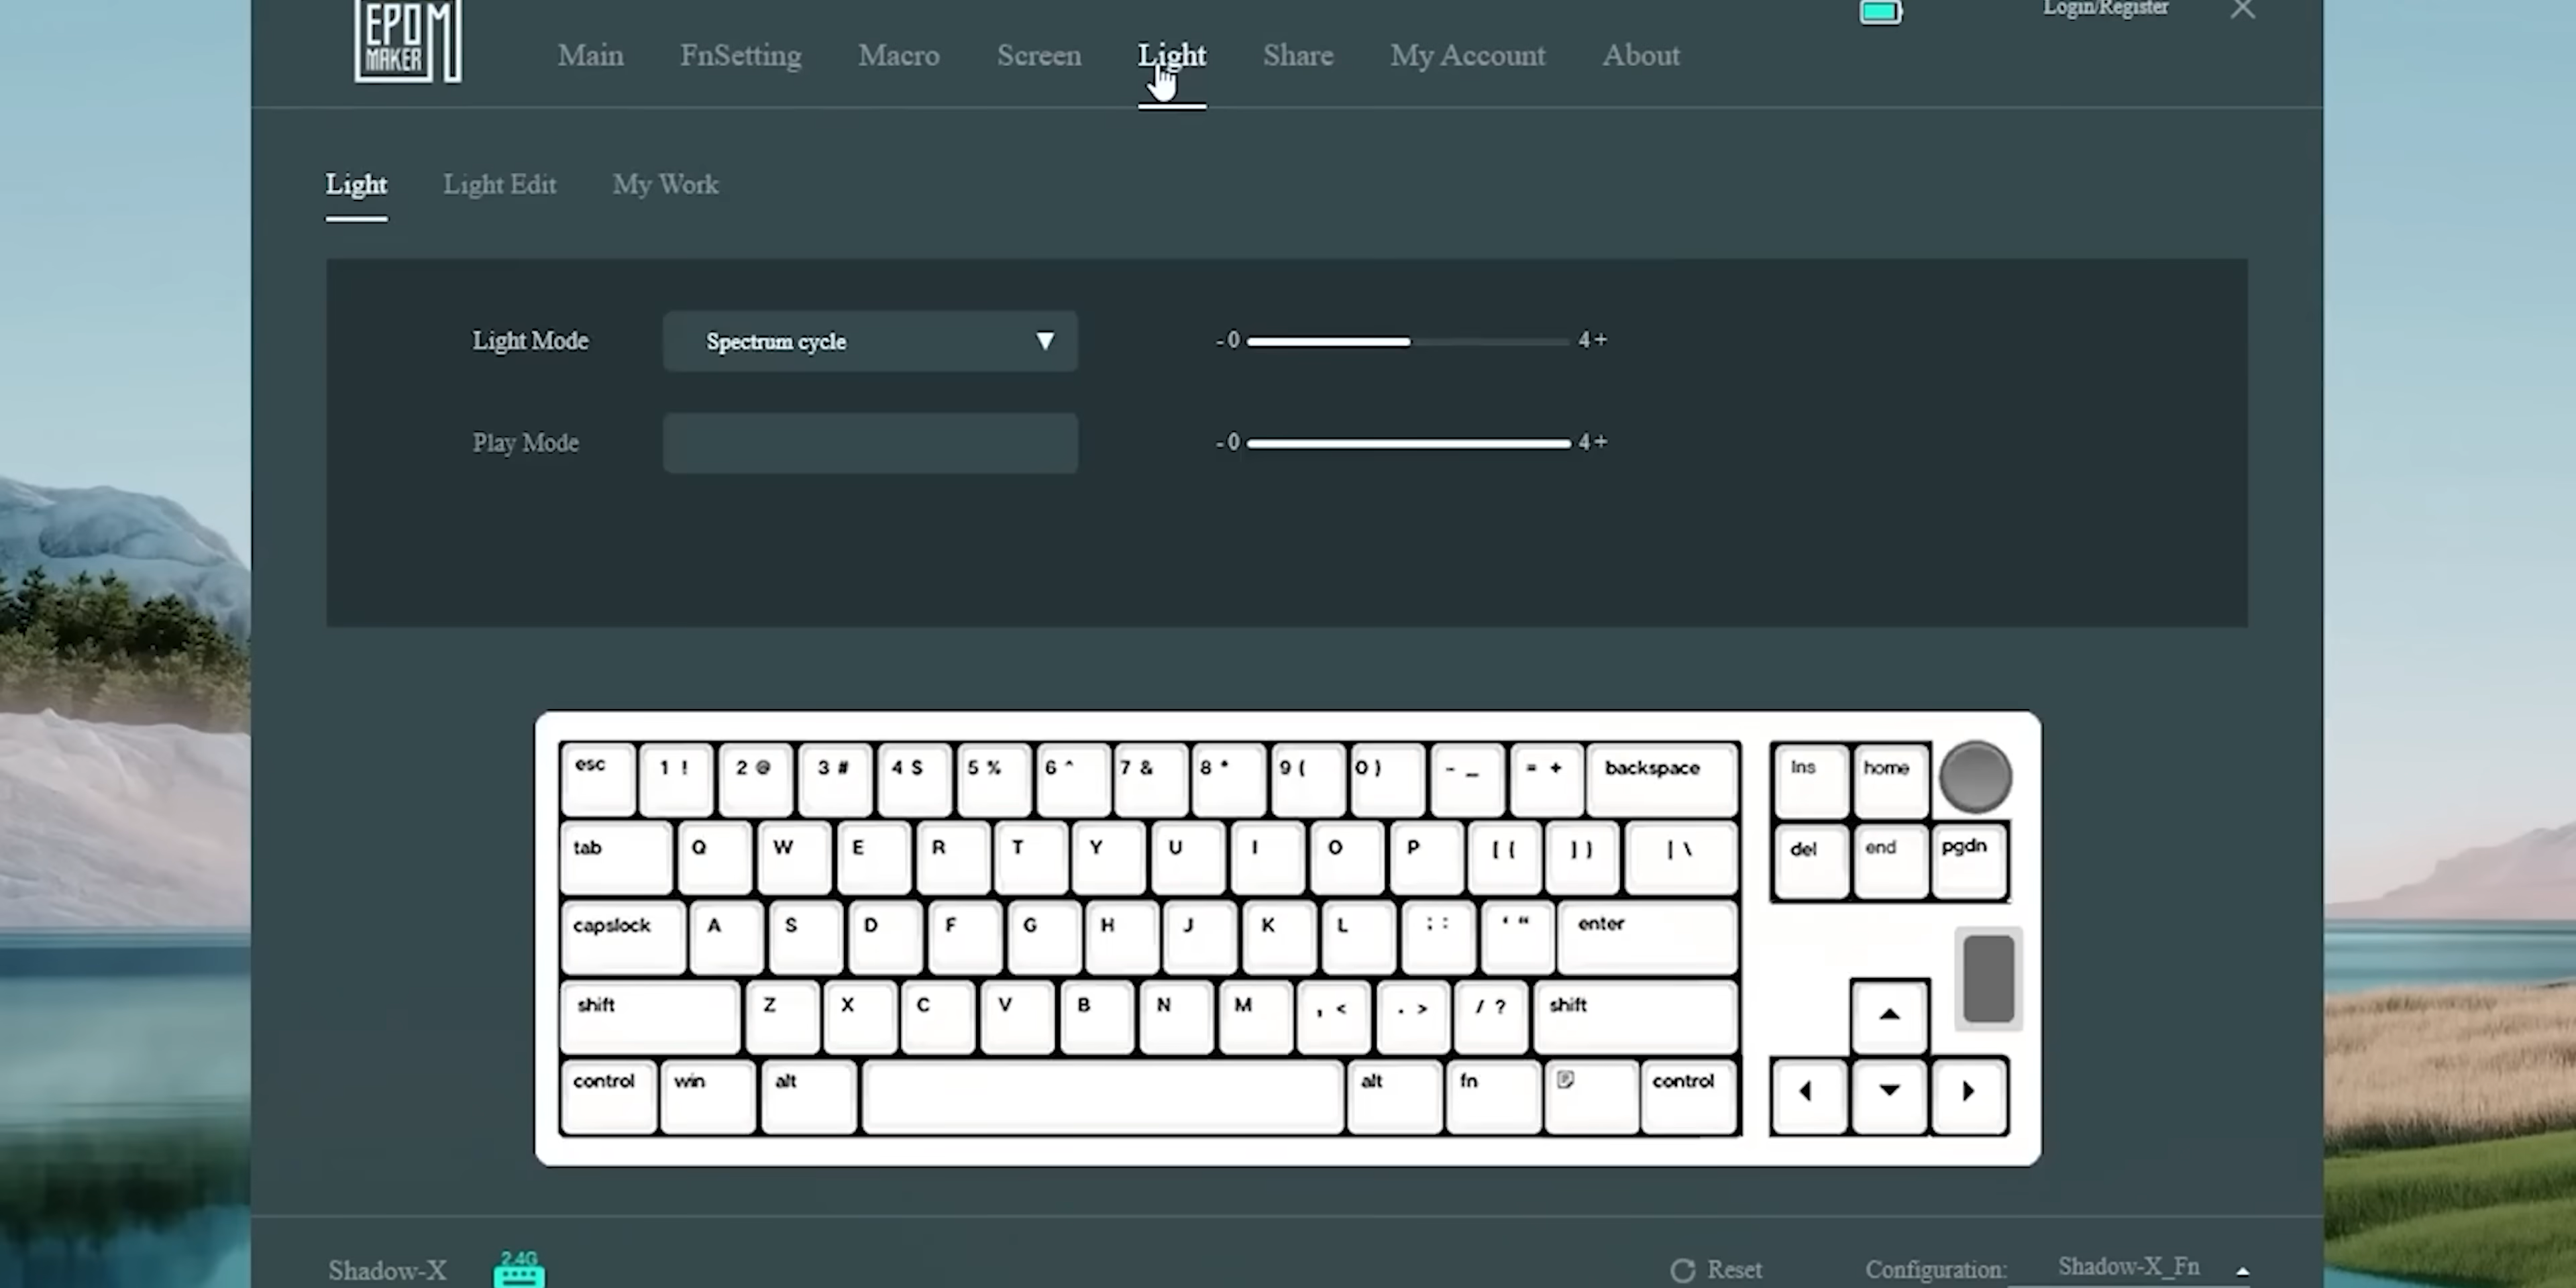 EPOM
MAKER
Login/Register
Main FnSetting Macro Screen Light Share My Account About
Light Light Edit My Work
Light Mode Spectrum cycle - 0 4 +
Play Mode - 0 4 +
esc 1 ! 2 @ 3 # 4 $ 5 % 6 ^ 7 & 8 * 9 ( 0 ) - _ = + backspace Ins home
tab Q W E R T Y U I O P [ { ] } | \ del end pgdn
capslock A S D F G H J K L ; : ‘ “ enter
shift Z X C V B N M , < . > / ? shift
control win alt alt fn control
2.4G
Shadow-X Reset Configuration: Shadow-X_Fn